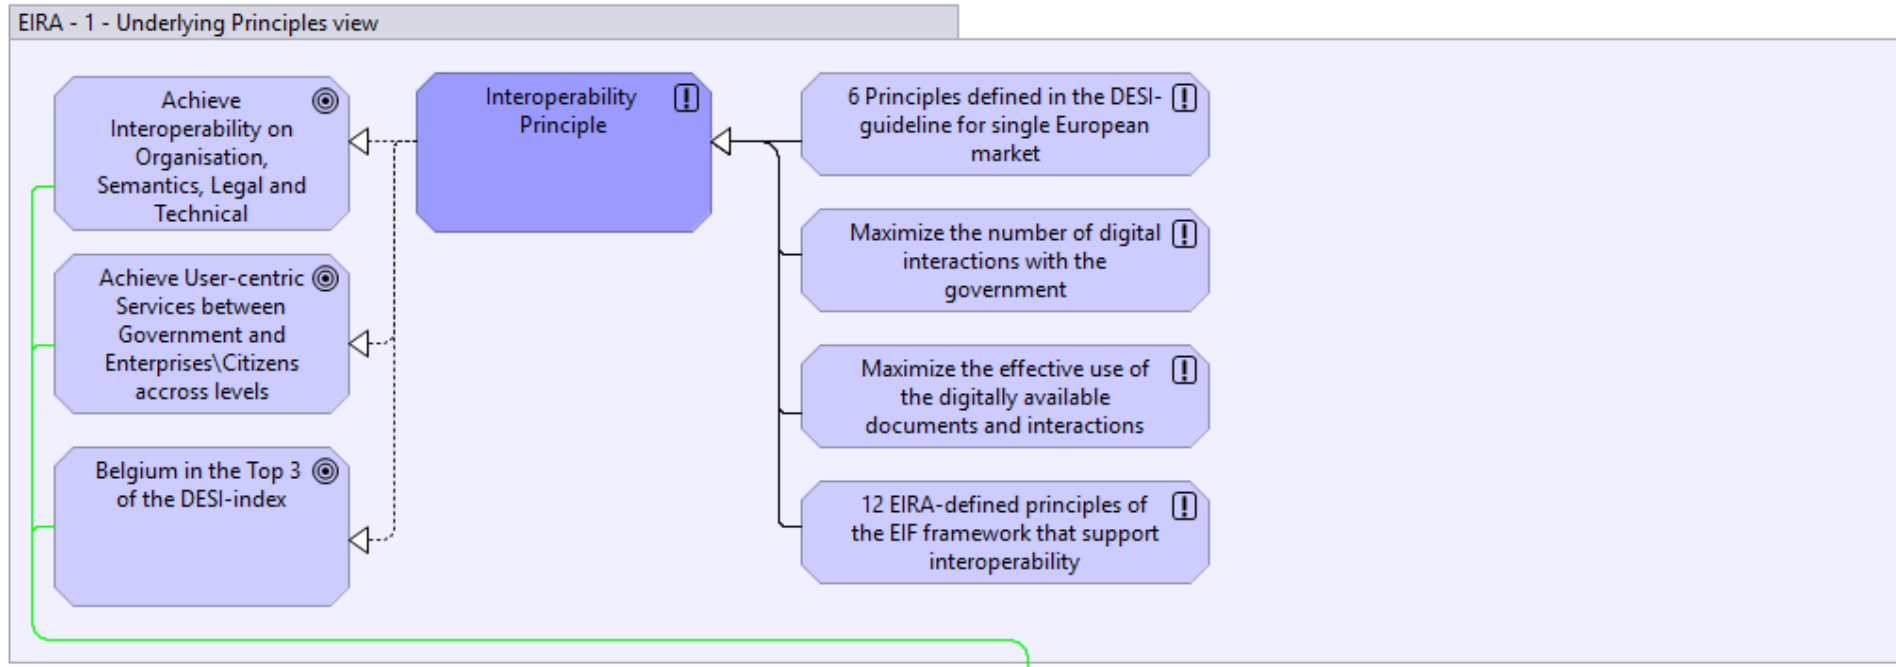 EIRA - 1 - Underlying Principles view
Achieve
Interoperability on
Organisation,
Semantics, Legal and
Technical
Achieve User-centric
Services between
Government and
Enterprises\Citizens
accross levels
Belgium in the Top 3
of the DESI-index
Interoperability
Principle
6 Principles defined in the DESI-
guideline for single European
market
Maximize the number of digital
interactions with the
government
Maximize the effective use of
the digitally available
documents and interactions
12 EIRA-defined principles of
the EIF framework that support
interoperability